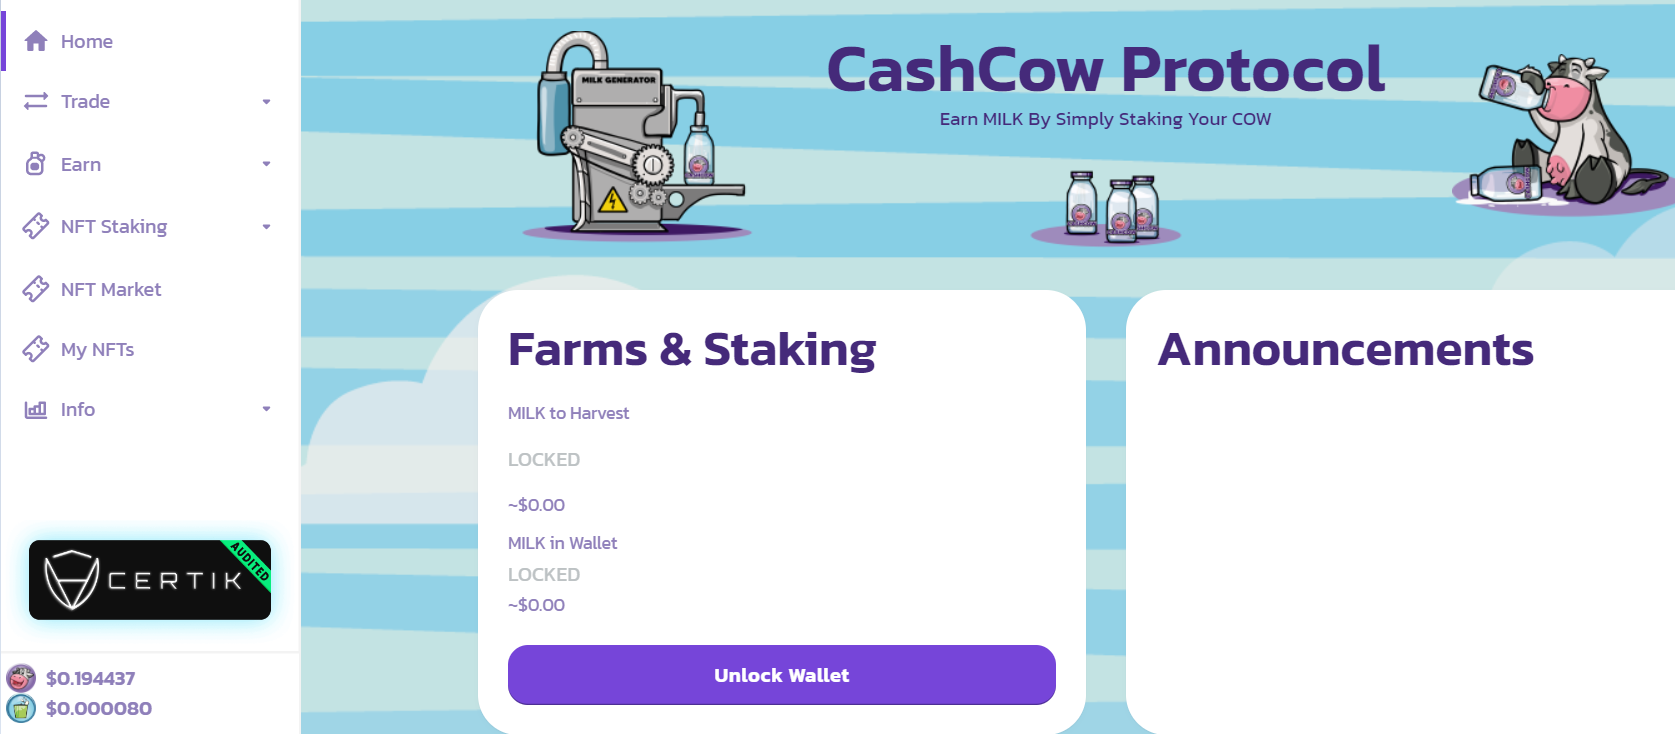 Home
Trade
Earn
NFT Staking
NFT Market
My NFTs
Info
CERTIK
AUDITED
$0.194437
$0.000080
MILK GENERATOR
CashCow Protocol
Earn MILK By Simply Staking Your COW
Farms & Staking
MILK to Harvest
LOCKED
~$0.00
MILK in Wallet
LOCKED
~$0.00
Unlock Wallet
Announcements